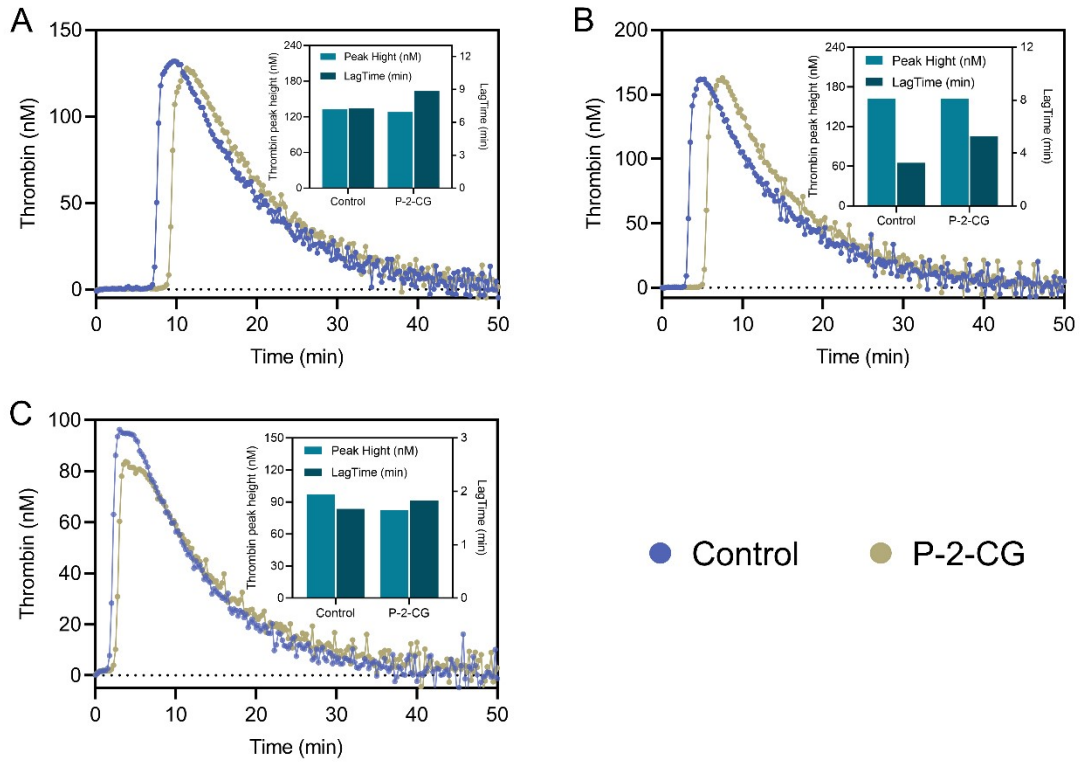 A
150
100
50
0
Thrombin (nM)
0 10 20 30 40 50
Time (min)
240
180
120
60
0
Thrombin peak height (nM)
Peak Hight (nM)
LagTime (min)
12
9
6
3
0
LagTime (min)
Control P-2-CG
B
200
150
100
50
0
Thrombin (nM)
0 10 20 30 40 50
Time (min)
240
180
120
60
0
Thrombin peak height (nM)
Peak Hight (nM)
LagTime (min)
12
8
4
0
LagTime (min)
Control P-2-CG
C
100
80
60
40
20
0
Thrombin (nM)
0 10 20 30 40 50
Time (min)
150
120
90
60
30
0
Thrombin peak height (nM)
Peak Hight (nM)
LagTime (min)
3
2
1
0
LagTime (min)
Control P-2-CG
Control P-2-CG